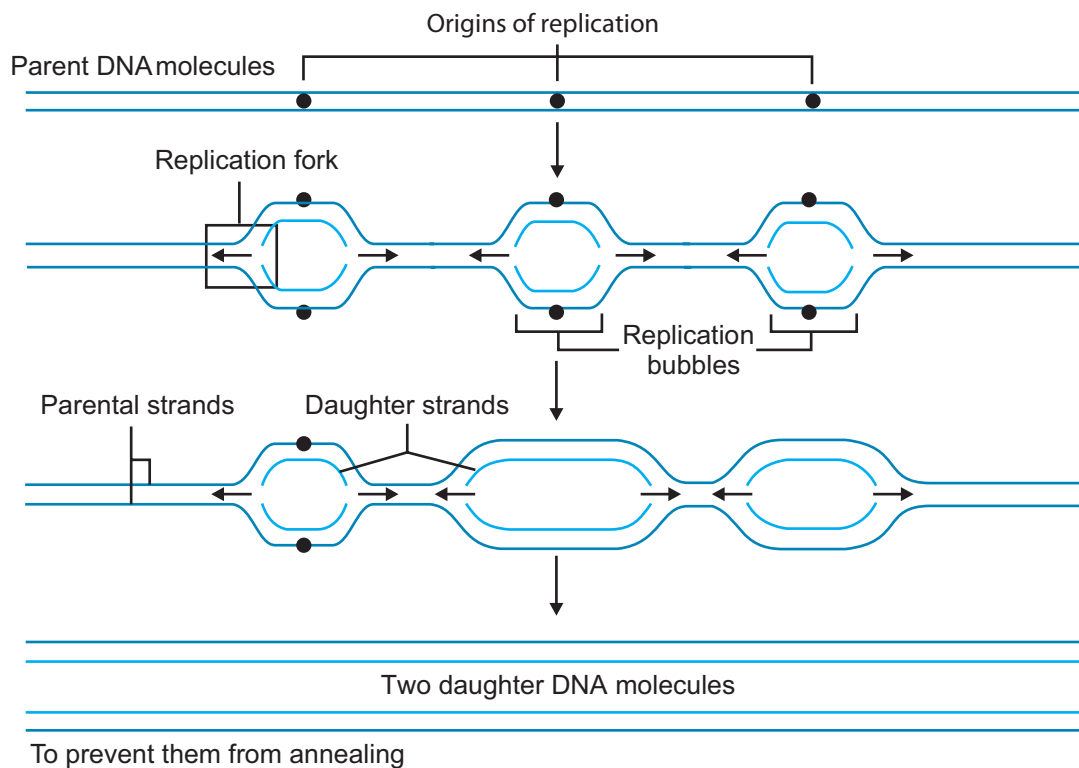 Origins of replication
Parent DNA molecules
Replication fork
Replication
bubbles
Parental strands
Daughter strands
Two daughter DNA molecules
To prevent them from annealing